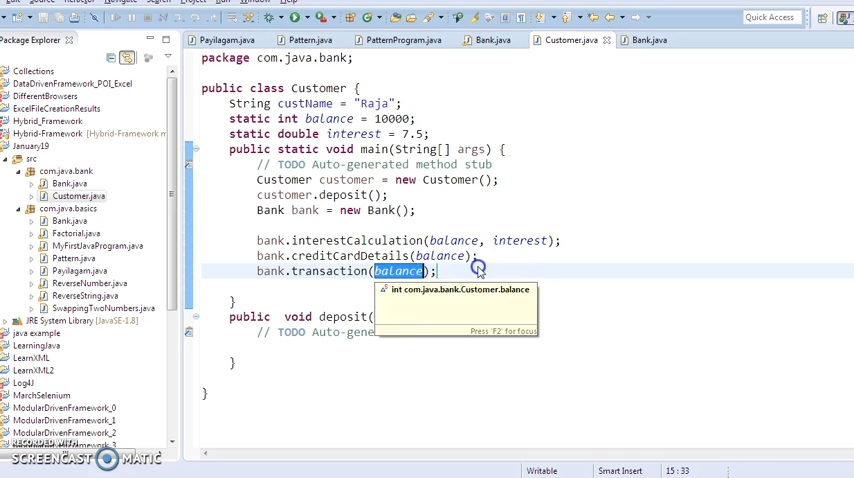 Quick Access
Package Explorer
Payilagam.java
Pattern.java
PatternProgram.java
Bank.java
Customer.java
Bank.java
Collections
DataDrivenFramework_POI_Excel
DifferentBrowsers
ExcelFileCreationResults
Hybrid_Framework
Hybrid-Framework [Hybrid-Framework m
January19
src
com.java.bank
Bank.java
Customer.java
com.java.basics
Bank.java
Factorial.java
MyFirstJavaProgram.java
Pattern.java
Payilagam.java
ReverseNumber.java
ReverseString.java
SwappingTwoNumbers.java
JRE System Library [JavaSE-1.8]
java example
LearningJava
LearnXML
LearnXML2
Log4J
MarchSelenium
ModularDrivenFramework_0
ModularDrivenFramework_1
ModularDrivenFramework_2
ModularDrivenFramework_3
package com.java.bank;
public class Customer {
String custName = "Raja";
static int balance = 10000;
static double interest = 7.5;
public static void main(String[] args) {
// TODO Auto-generated method stub
Customer customer = new Customer();
customer.deposit();
Bank bank = new Bank();
bank.interestCalculation(balance, interest);
bank.creditCardDetails(balance);
bank.transaction(balance);
}
public void deposit(
// TODO Auto-gene
}
}
int com.java.bank.Customer.balance
Press 'F2' for focus
Writable
Smart Insert
15 : 33
RECORDED WITH
SCREENCAST MATIC